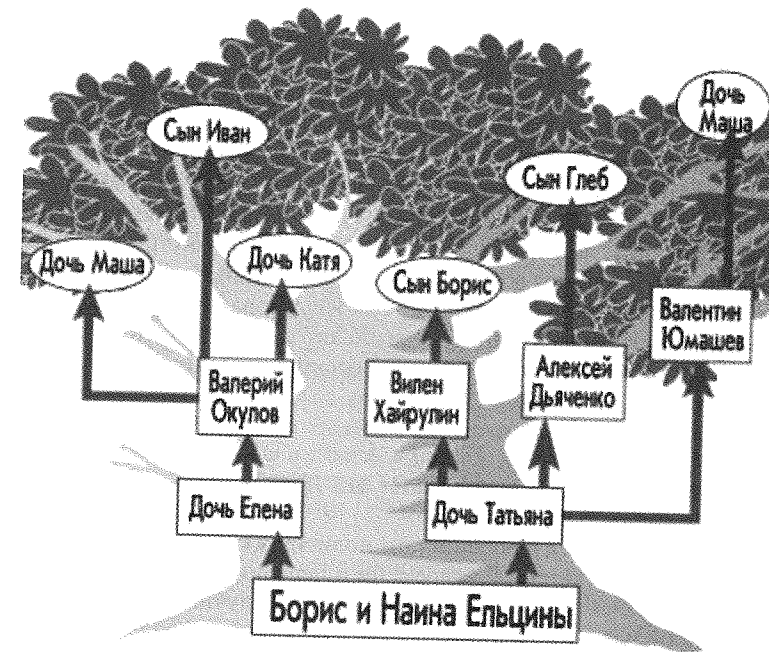 Дочь
Маша
Сын Иван
Сын Глеб
Дочь Маша
Дочь Катя
Сын Борис
Валентин
Юмашев
Валерий
Окулов
Вилен
Хайрулин
Алексей
Дьяченко
Дочь Елена
Дочь Татьяна
Борис и Наина Ельцины